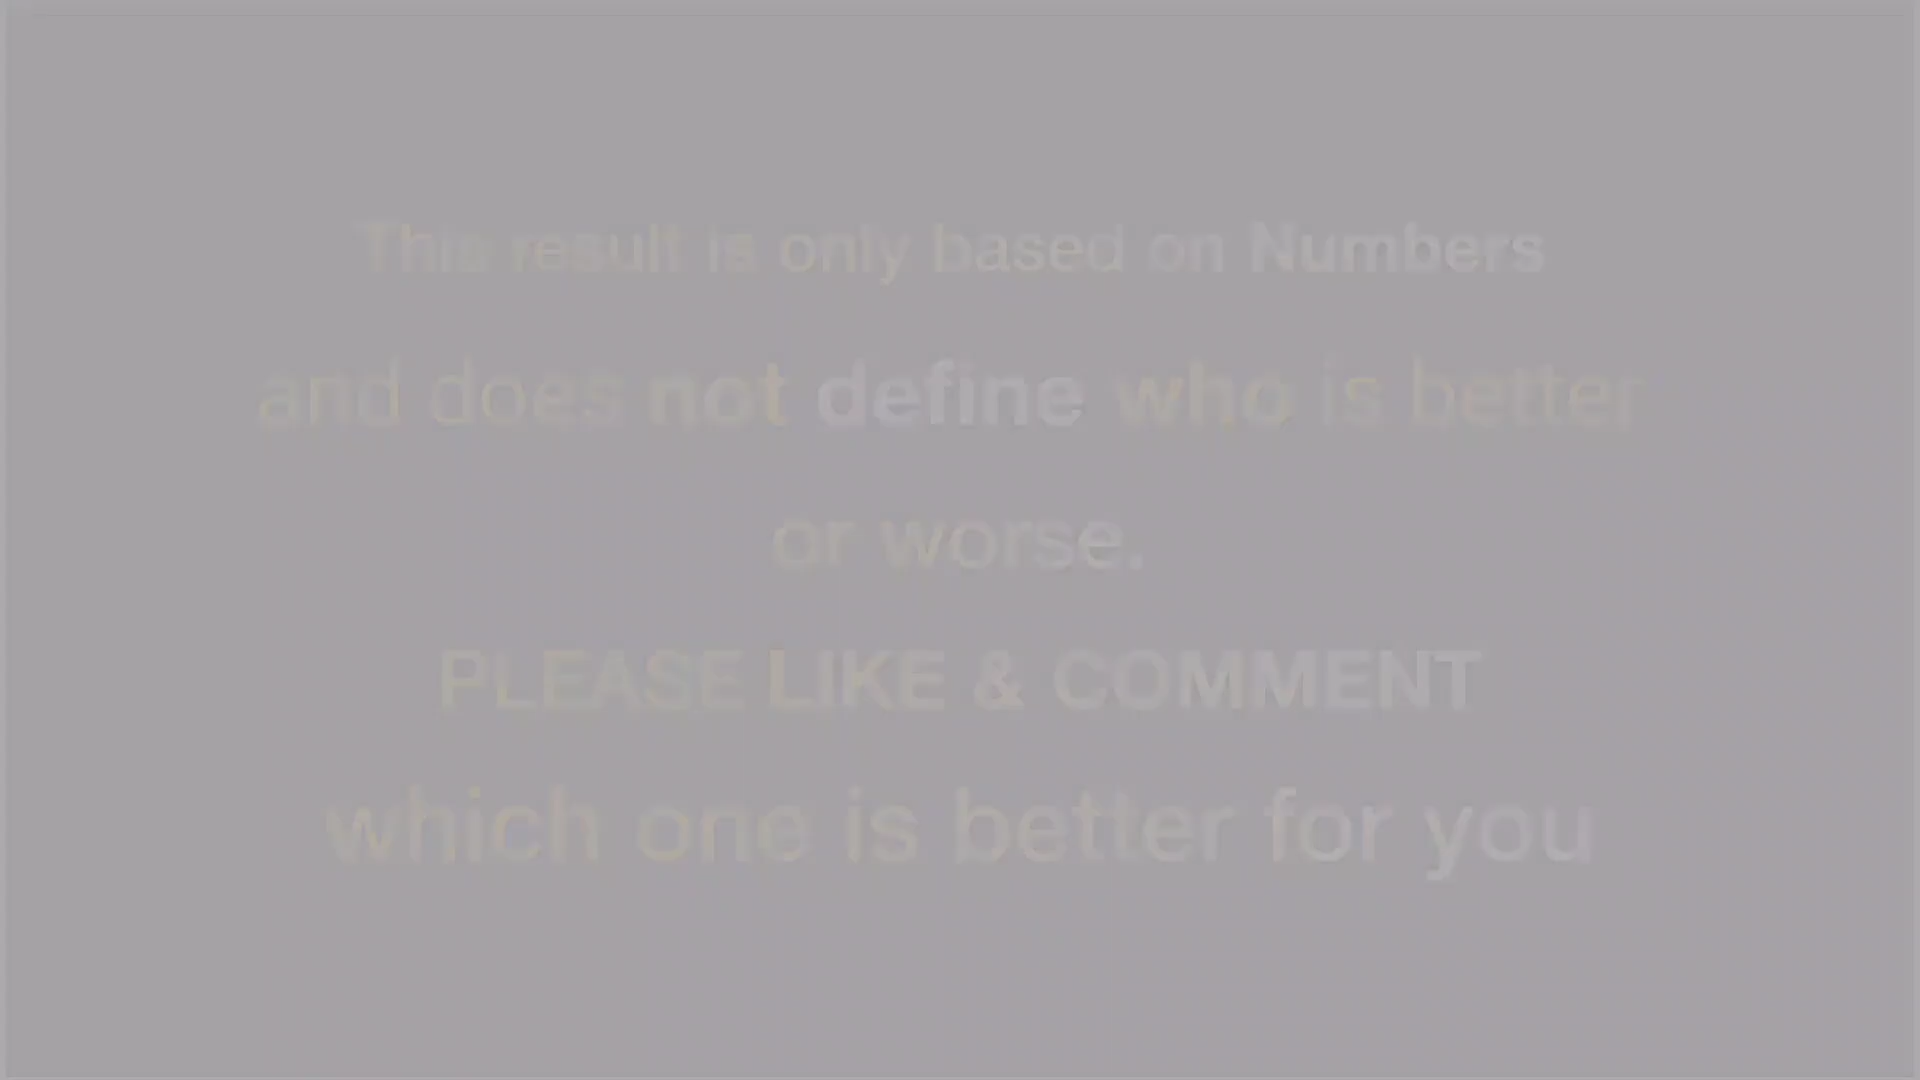 This result is only based on Numbers
and does not define who is better
or worse.
PLEASE LIKE & COMMENT
which one is better for you